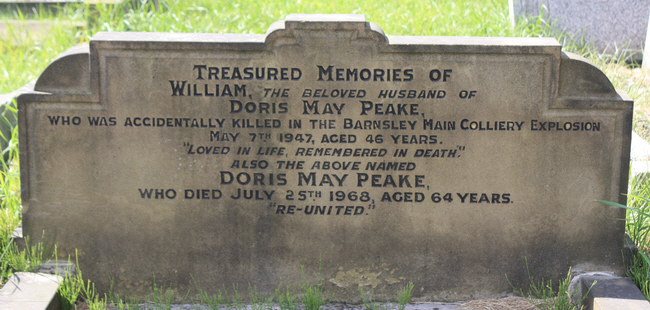 Treasured Memories of
William, the beloved husband of
Doris May Peake,
who was accidentally killed in the Barnsley Main Colliery Explosion
May 7th 1947, aged 46 years.
"Loved in life, remembered in death."
also the above named
Doris May Peake,
who died July 25th 1968, aged 64 years.
"Re-united."